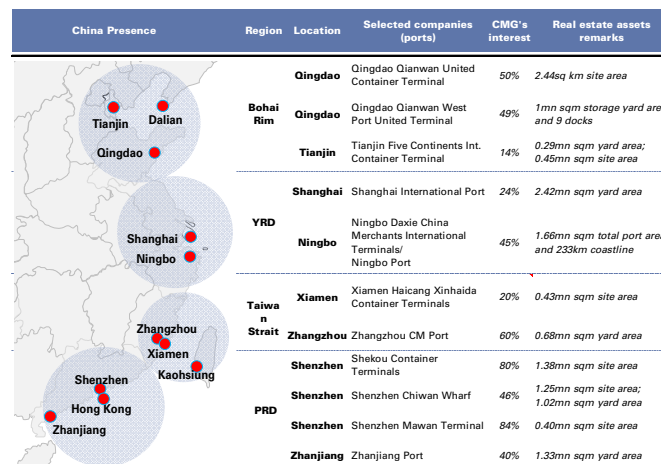 China Presence
Region
Location
Selected companies
(ports)
CMG's
interest
Real estate assets
remarks
Tianjin
Dalian
Qingdao
Shanghai
Ningbo
Zhangzhou
Xiamen
Kaohsiung
Shenzhen
Hong Kong
Zhanjiang
Bohai
Rim
Qingdao
Qingdao Qianwan United
Container Terminal
50%
2.44sq km site area
Qingdao
Qingdao Qianwan West
Port United Terminal
49%
1mn sqm storage yard are
and 9 docks
Tianjin
Tianjin Five Continents Int.
Container Terminal
14%
0.29mn sqm yard area;
0.45mn sqm site area
YRD
Shanghai
Shanghai International Port
24%
2.42mn sqm yard area
Ningbo
Ningbo Daxie China
Merchants International
Terminals/
Ningbo Port
45%
1.66mn sqm total port area
and 233km coastline
Taiwa
n
Strait
Xiamen
Xiamen Haicang Xinhaida
Container Terminals
20%
0.43mn sqm site area
Zhangzhou
Zhangzhou CM Port
60%
0.68mn sqm yard area
PRD
Shenzhen
Shekou Container
Terminals
80%
1.38mn sqm site area
Shenzhen
Shenzhen Chiwan Wharf
46%
1.25mn sqm site area;
1.02mn sqm yard area
Shenzhen
Shenzhen Mawan Terminal
84%
0.40mn sqm site area
Zhanjiang
Zhanjiang Port
40%
1.33mn sqm yard area